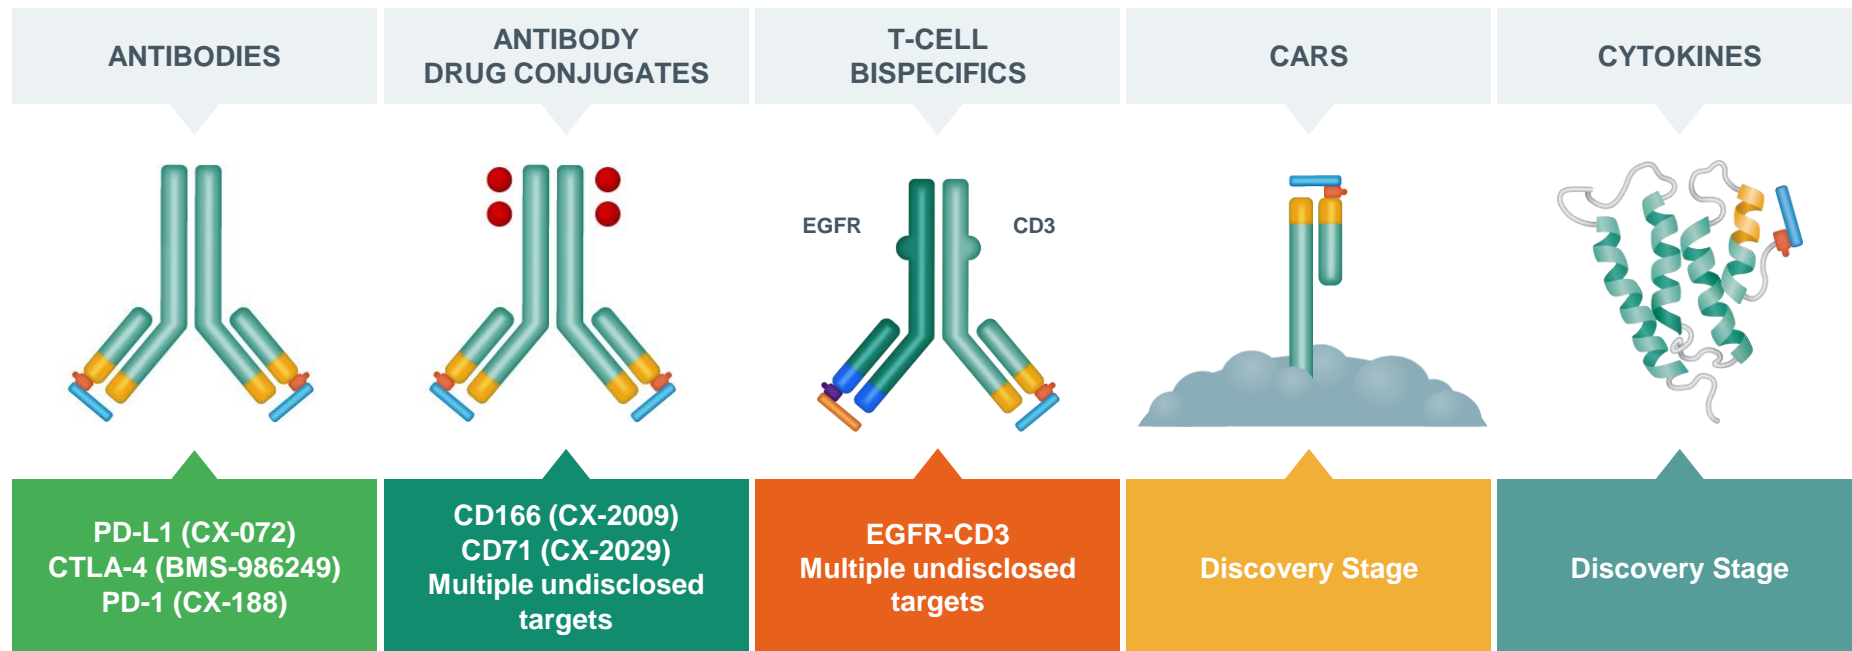 ANTIBODIES
ANTIBODY
DRUG CONJUGATES
T-CELL
BISPECIFICS
CARS
CYTOKINES
EGFR
CD3
PD-L1 (CX-072)
CTLA-4 (BMS-986249)
PD-1 (CX-188)
CD166 (CX-2009)
CD71 (CX-2029)
Multiple undisclosed
targets
EGFR-CD3
Multiple undisclosed
targets
Discovery Stage
Discovery Stage